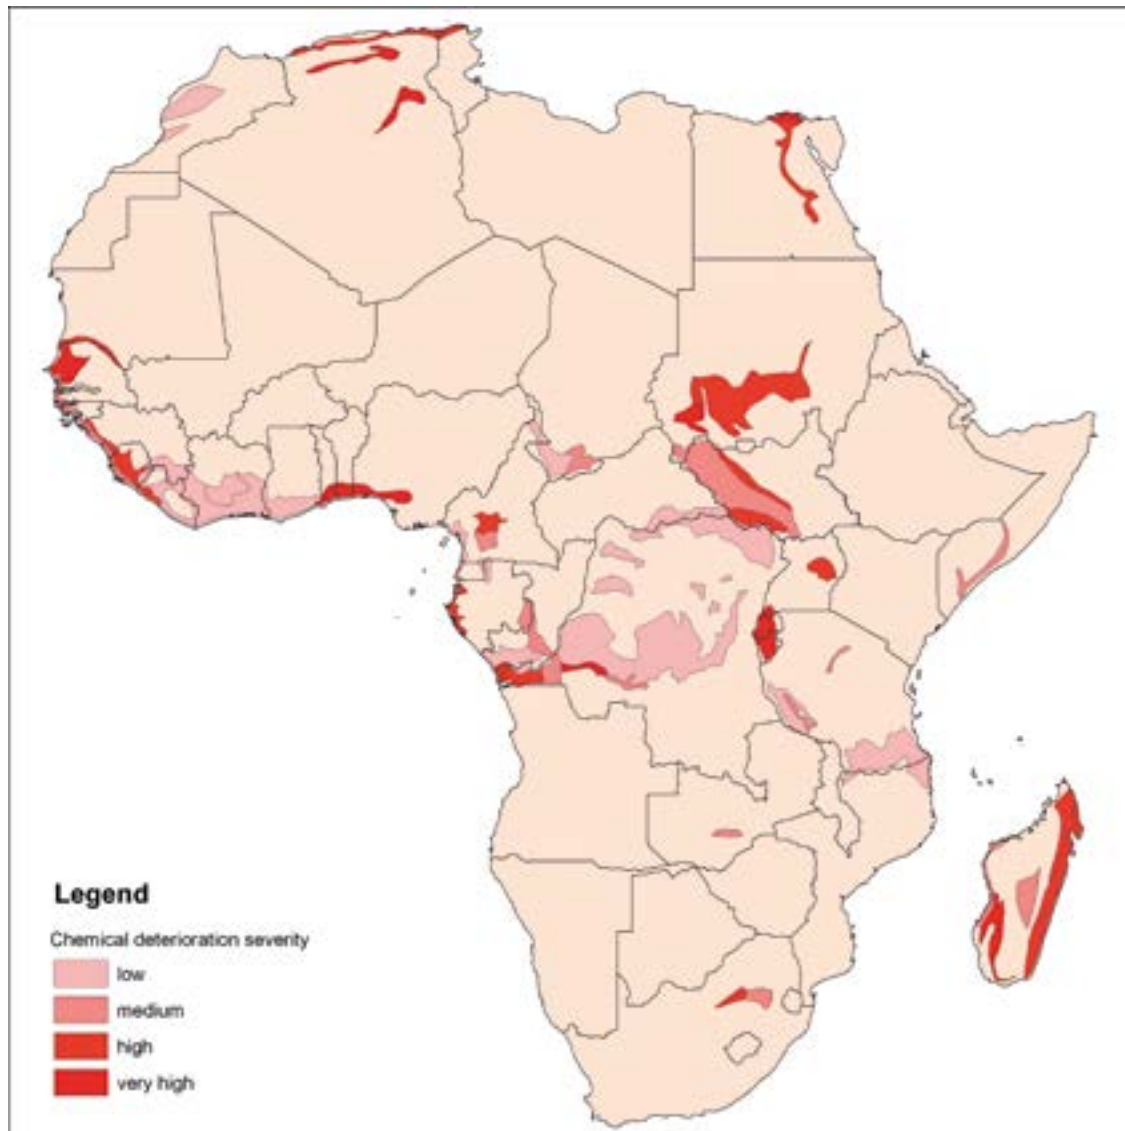 Legend
Chemical deterioration severity
low
medium
high
very high